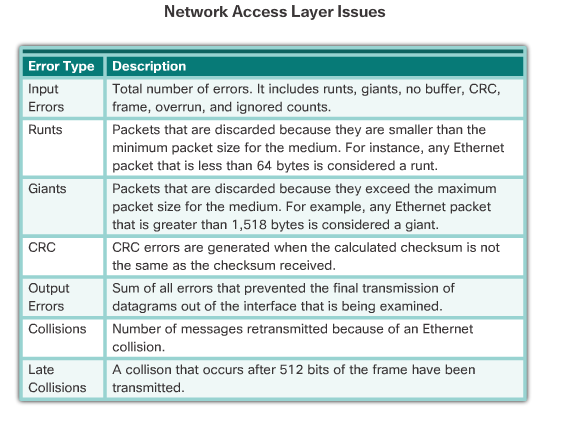 Network Access Layer Issues
Error Type Description
Input Errors
Total number of errors. It includes runts, giants, no buffer, CRC,
frame, overrun, and ignored counts.
Runts
Packets that are discarded because they are smaller than the
minimum packet size for the medium. For instance, any Ethernet
packet that is less than 64 bytes is considered a runt.
Giants
Packets that are discarded because they exceed the maximum
packet size for the medium. For example, any Ethernet packet
that is greater than 1,518 bytes is considered a giant.
CRC
CRC errors are generated when the calculated checksum is not
the same as the checksum received.
Output
Errors
Sum of all errors that prevented the final transmission of
datagrams out of the interface that is being examined.
Collisions
Number of messages retransmitted because of an Ethernet
collision.
Late
Collisions
A collison that occurs after 512 bits of the frame have been
transmitted.